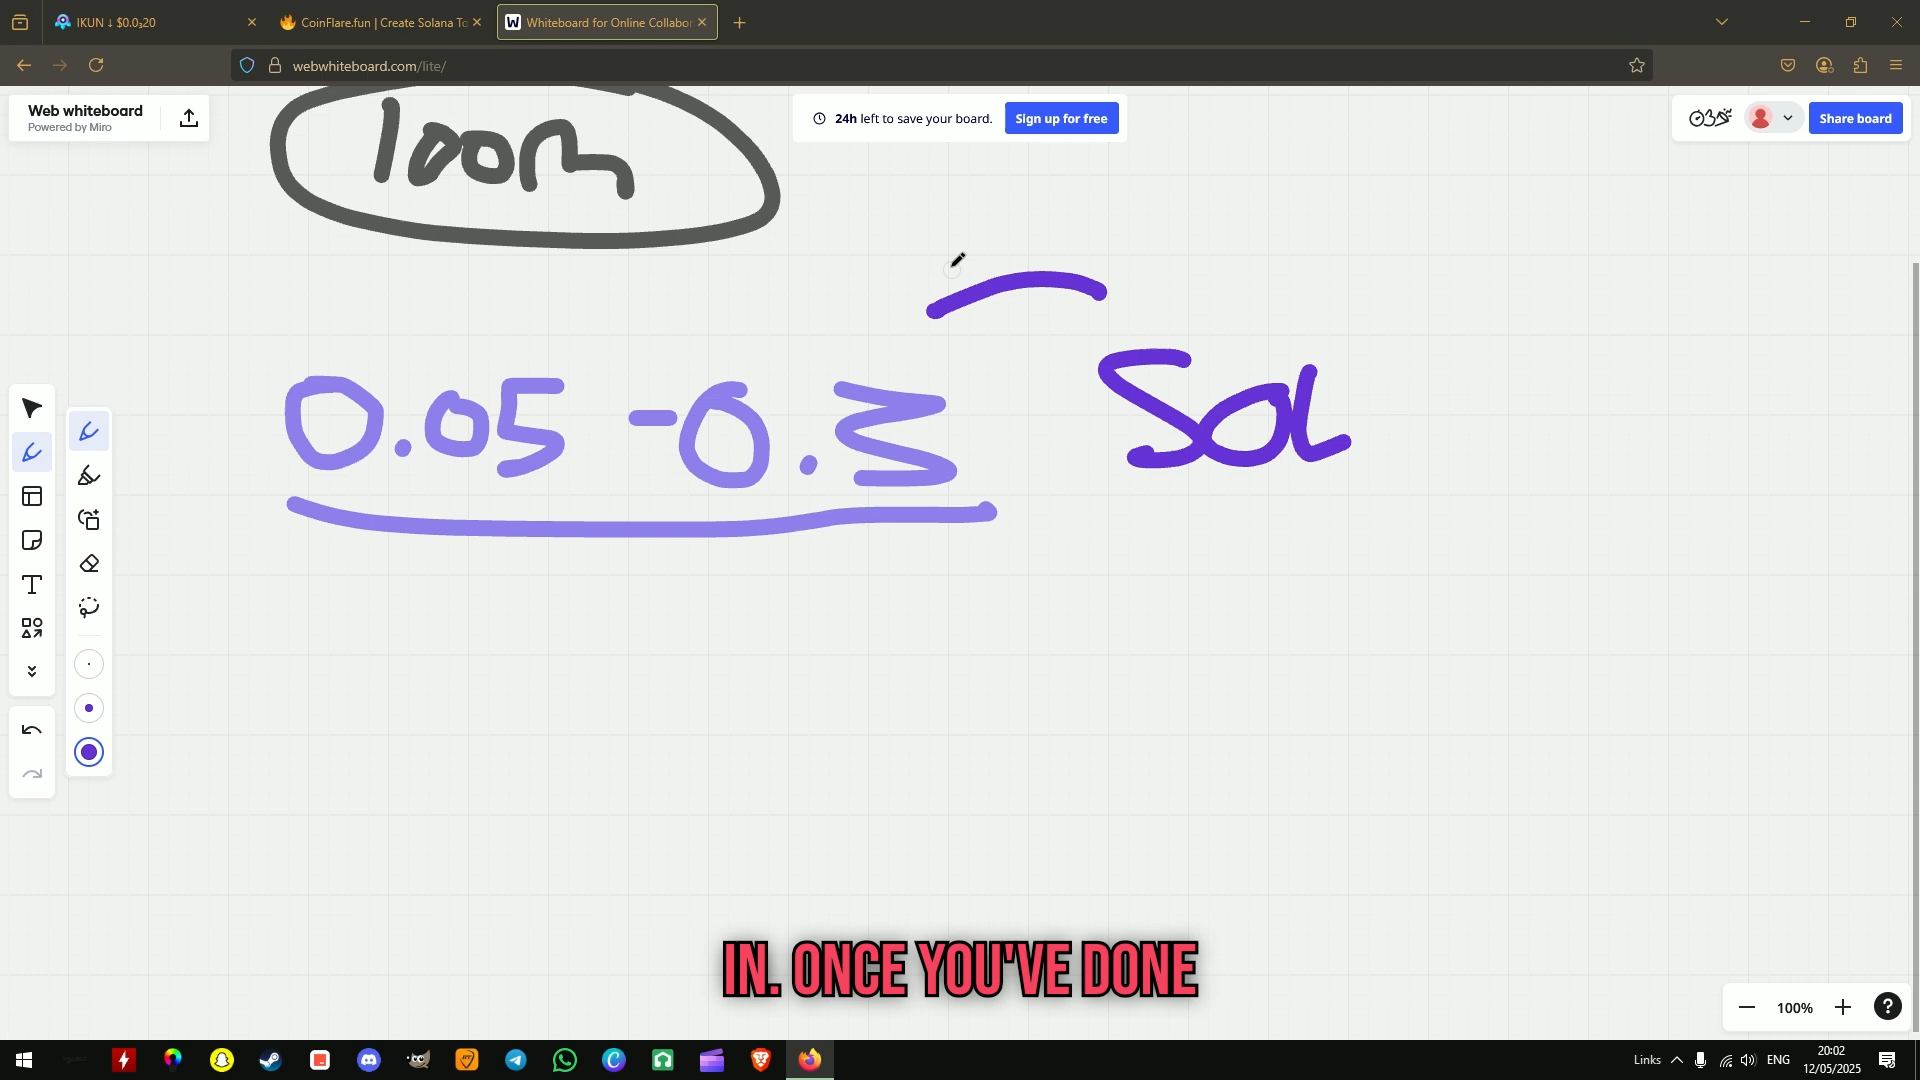 IKUN ↓ $0.0₃20
CoinFlare.fun | Create Solana To
Whiteboard for Online Collabor
webwhiteboard.com/lite/
Web whiteboard
Powered by Miro
24h left to save your board.
Sign up for free
Share board
100m
0.05 - 0.3 SOL
IN. ONCE YOU'VE DONE
100%
Links
ENG
20:02
12/05/2025